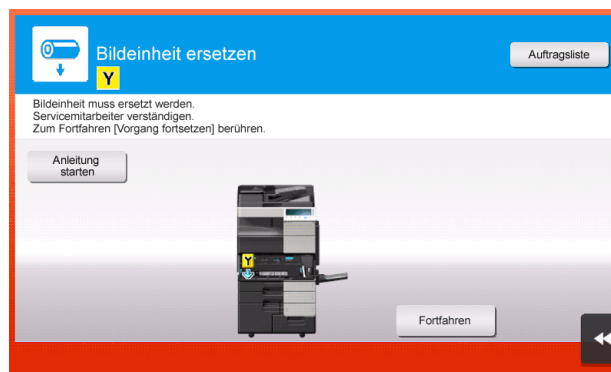 Bildeinheit ersetzen
Y
Auftragsliste
Bildeinheit muss ersetzt werden.
Servicemitarbeiter verständigen.
Zum Fortfahren [Vorgang fortsetzen] berühren.
Anleitung
starten
Y
Fortfahren